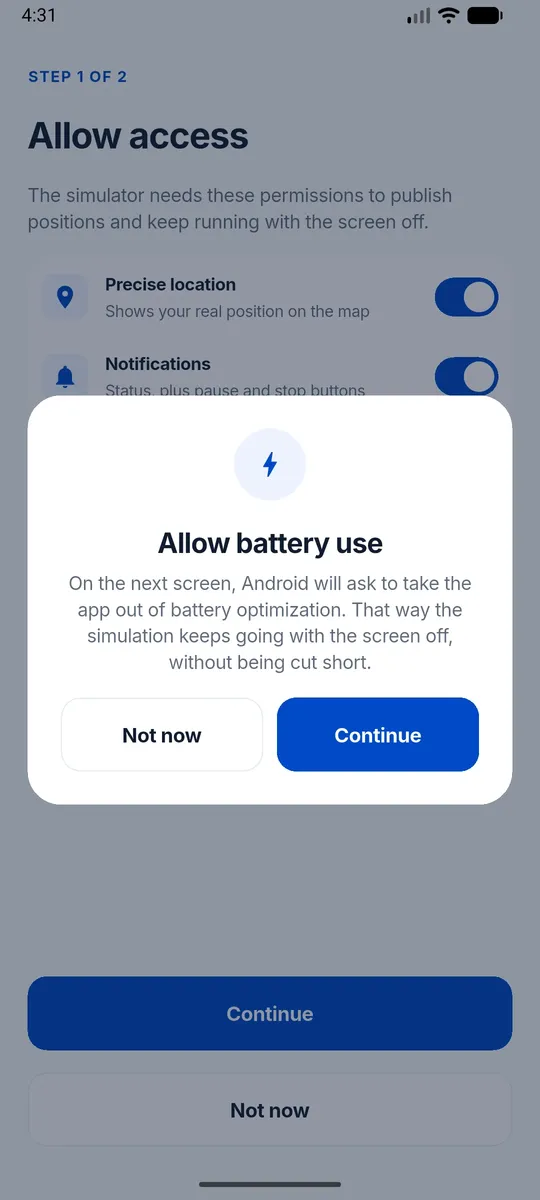 4:31
STEP 1 OF 2
Allow access
The simulator needs these permissions to publish
positions and keep running with the screen off.
Precise location
Shows your real position on the map
Notifications
Status, plus pause and stop buttons
Allow battery use
On the next screen, Android will ask to take the
app out of battery optimization. That way the
simulation keeps going with the screen off,
without being cut short.
Not now
Continue
Continue
Not now